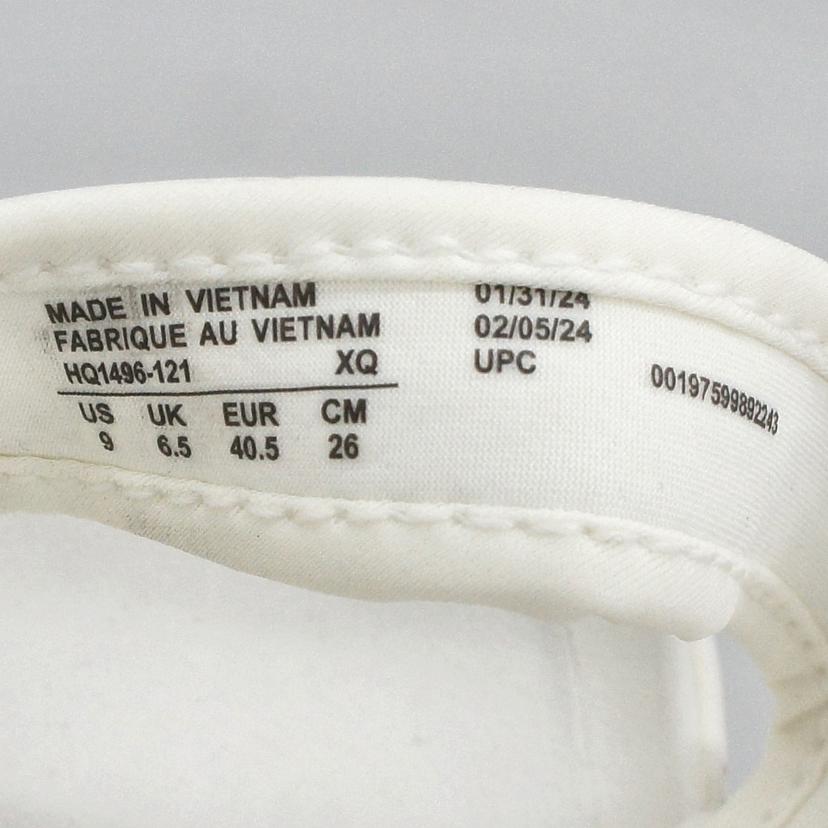 MADE IN VIETNAM
FABRIQUE AU VIETNAM
HQ1496-121 XQ
US UK EUR CM
9 6.5 40.5 26
01/31/24
02/05/24
UPC 00197599892243